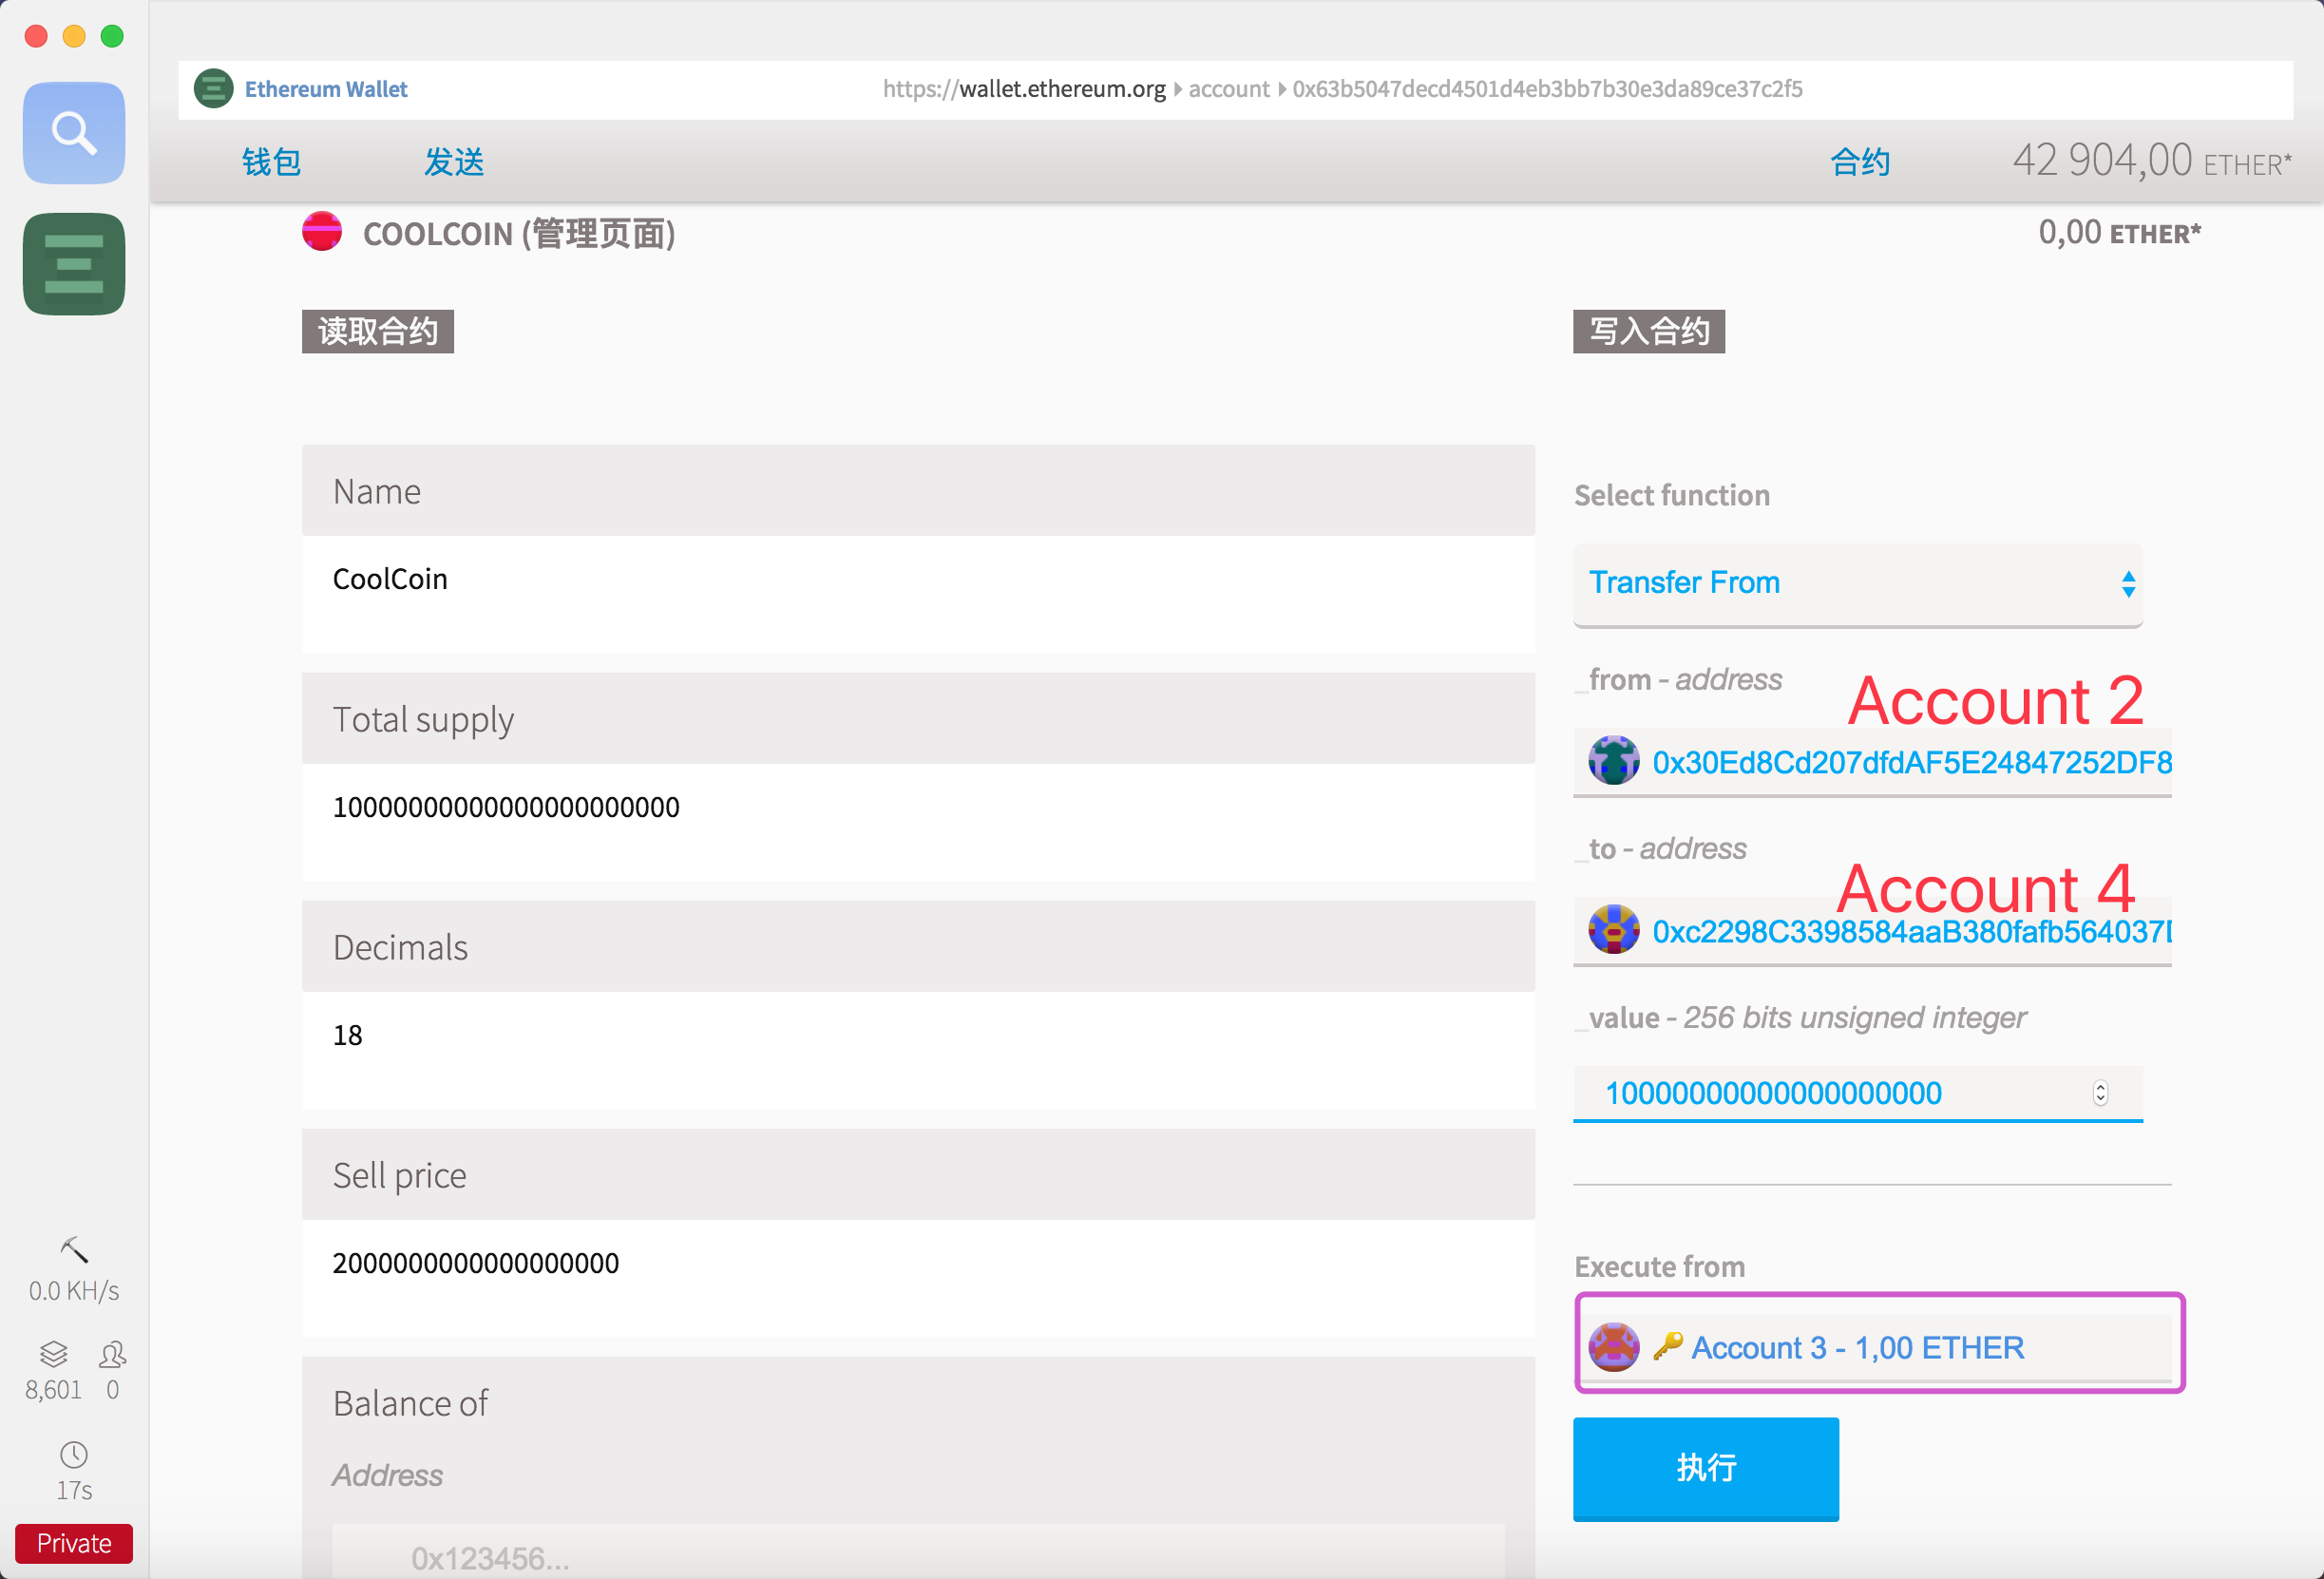 Ethereum Wallet
https://wallet.ethereum.org ▸ account ▸ 0x63b5047decd4501d4eb3bb7b30e3da89ce37c2f5
钱包
发送
合约
42 904,00 ETHER*
COOLCOIN (管理页面)
0,00 ETHER*
读取合约
Name
CoolCoin
Total supply
10000000000000000000000
Decimals
18
Sell price
2000000000000000000
Balance of
Address
0x123456...
写入合约
Select function
Transfer From
_from - address
Account 2
0x30Ed8Cd207dfdAF5E24847252DF8
_to - address
Account 4
0xc2298C3398584aaB380fafb564037D
_value - 256 bits unsigned integer
10000000000000000000
Execute from
Account 3 - 1,00 ETHER
执行
0.0 KH/s
8,601
0
17s
Private